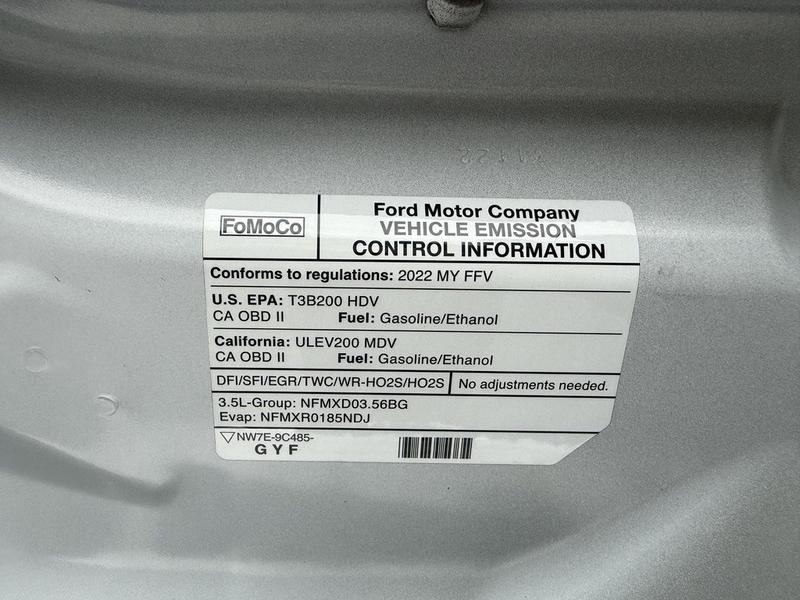 FoMoCo
Ford Motor Company
VEHICLE EMISSION
CONTROL INFORMATION
Conforms to regulations: 2022 MY FFV
U.S. EPA: T3B200 HDV
CA OBD II Fuel: Gasoline/Ethanol
California: ULEV200 MDV
CA OBD II Fuel: Gasoline/Ethanol
DFI/SFI/EGR/TWC/WR-HO2S/HO2S No adjustments needed.
3.5L-Group: NFMXD03.56BG
Evap: NFMXR0185NDJ
NW7E-9C485-
G Y F